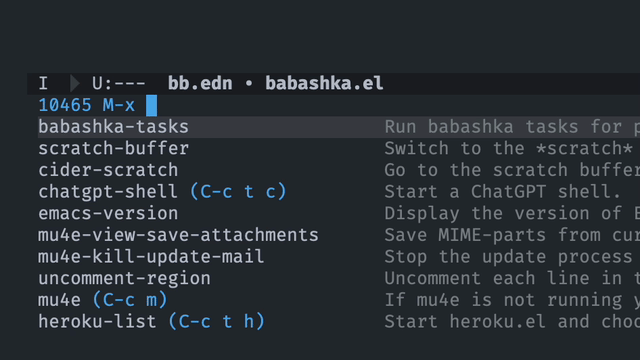 I U:--- bb.edn • babashka.el
10465 M-x
babashka-tasks Run babashka tasks for
scratch-buffer Switch to the *scratch*
cider-scratch Go to the scratch buffer
chatgpt-shell (C-c t c) Start a ChatGPT shell.
emacs-version Display the version of
mu4e-view-save-attachments Save MIME-parts from cur
mu4e-kill-update-mail Stop the update process
uncomment-region Uncomment each line in t
mu4e (C-c m) If mu4e is not running y
heroku-list (C-c t h) Start heroku.el and choo